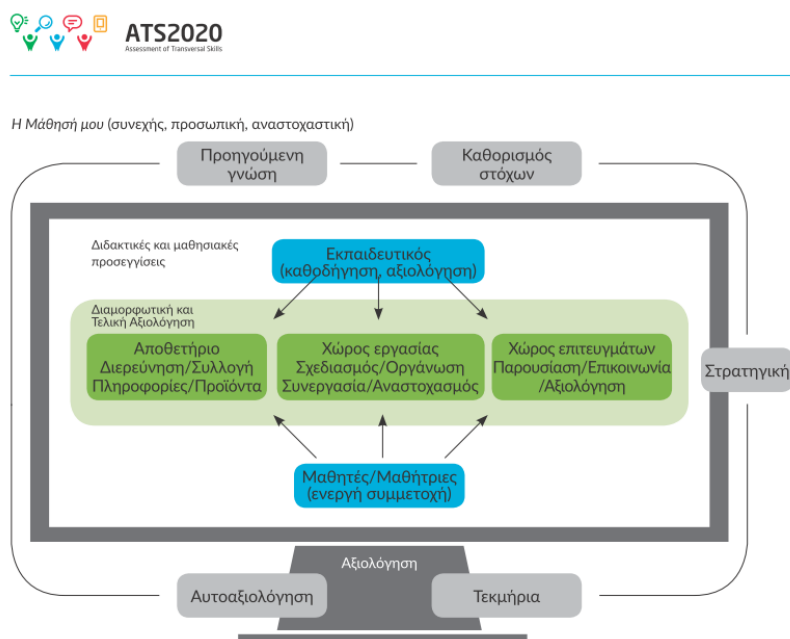 ATS2020
Assessment of Transversal Skills
Η Μάθησή μου (συνεχής, προσωπική, αναστοχαστική)
Προηγούμενη
γνώση
Καθορισμός
στόχων
Διδακτικές και μαθησιακές
προσεγγίσεις
Εκπαιδευτικός
(καθοδήγηση, αξιολόγηση)
Διαμορφωτική και
Τελική Αξιολόγηση
Αποθετήριο
Διερεύνηση/Συλλογή
Πληροφορίες/Προϊόντα
Χώρος εργασίας
Σχεδιασμός/Οργάνωση
Συνεργασία/Αναστοχασμός
Χώρος επιτευγμάτων
Παρουσίαση/Επικοινωνία
/Αξιολόγηση
Στρατηγική
Μαθητές/Μαθήτριες
(ενεργή συμμετοχή)
Αξιολόγηση
Αυτοαξιολόγηση
Τεκμήρια